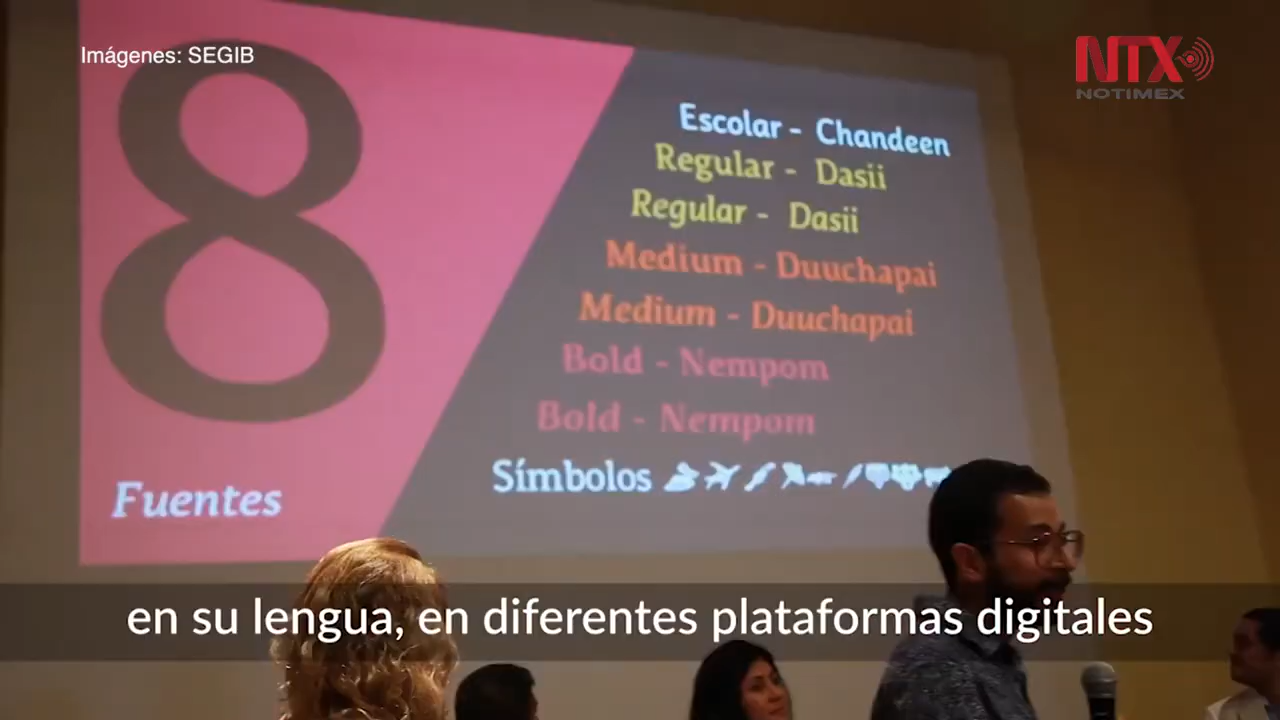 Imágenes: SEGIB
NTX
NOTIMEX
8
Fuentes
Escolar - Chandeen
Regular - Dasii
Regular - Dasii
Medium - Duuchapai
Medium - Duuchapai
Bold - Nempom
Bold - Nempom
Símbolos
en su lengua, en diferentes plataformas digitales